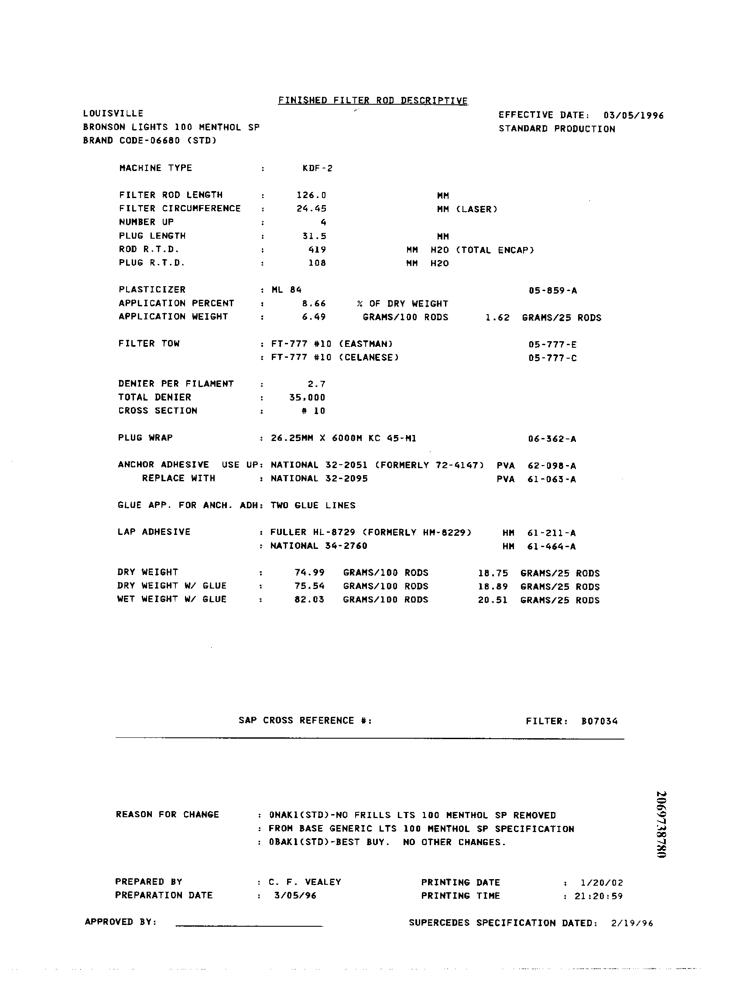 FINISHED FILTER ROD DESCRIPTIVE
LOUISVILLE EFFECTIVE DATE: 03/05/1996
BRONSON LIGHTS 100 MENTHOL SP STANDARD PRODUCTION
BRAND CODE-06680 (STD)
MACHINE TYPE : KDF-2
FILTER ROD LENGTH : 126.0 MM
FILTER CIRCUMFERENCE : 24.45 MM (LASER)
NUMBER UP : 4
PLUG LENGTH : 31.5 MM
ROD R.T.D. : 419 MM H2O (TOTAL ENCAP)
PLUG R.T.D. : 108 MM H2O
PLASTICIZER : ML 84 05-859-A
APPLICATION PERCENT : 8.66 % OF DRY WEIGHT
APPLICATION WEIGHT : 6.49 GRAMS/100 RODS 1.62 GRAMS/25 RODS
FILTER TOW : FT-777 #10 (EASTMAN) 05-777-E
: FT-777 #10 (CELANESE) 05-777-C
DENIER PER FILAMENT : 2.7
TOTAL DENIER : 35,000
CROSS SECTION : # 10
PLUG WRAP : 26.25MM X 6000M KC 45-M1 06-362-A
ANCHOR ADHESIVE USE UP: NATIONAL 32-2051 (FORMERLY 72-4147) PVA 62-098-A
REPLACE WITH : NATIONAL 32-2095 PVA 61-063-A
GLUE APP. FOR ANCH. ADH: TWO GLUE LINES
LAP ADHESIVE : FULLER HL-8729 (FORMERLY HM-8229) HM 61-211-A
: NATIONAL 34-2760 HM 61-464-A
DRY WEIGHT : 74.99 GRAMS/100 RODS 18.75 GRAMS/25 RODS
DRY WEIGHT W/ GLUE : 75.54 GRAMS/100 RODS 18.89 GRAMS/25 RODS
WET WEIGHT W/ GLUE : 82.03 GRAMS/100 RODS 20.51 GRAMS/25 RODS
SAP CROSS REFERENCE #: FILTER: B07034
REASON FOR CHANGE : 0NAK1(STD)-NO FRILLS LTS 100 MENTHOL SP REMOVED
: FROM BASE GENERIC LTS 100 MENTHOL SP SPECIFICATION
: 0BAK1(STD)-BEST BUY. NO OTHER CHANGES.
PREPARED BY : C. F. VEALEY PRINTING DATE : 1/20/02
PREPARATION DATE : 3/05/96 PRINTING TIME : 21:20:59
APPROVED BY: SUPERCEDES SPECIFICATION DATED: 2/19/96
2069738780